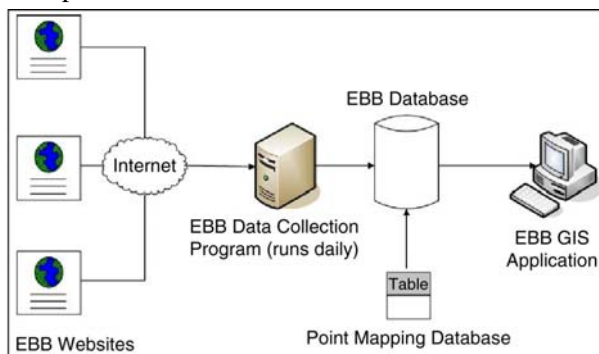 EBB Database
Internet
EBB Data Collection
Program (runs daily)
EBB GIS
Application
Table
EBB Websites
Point Mapping Database